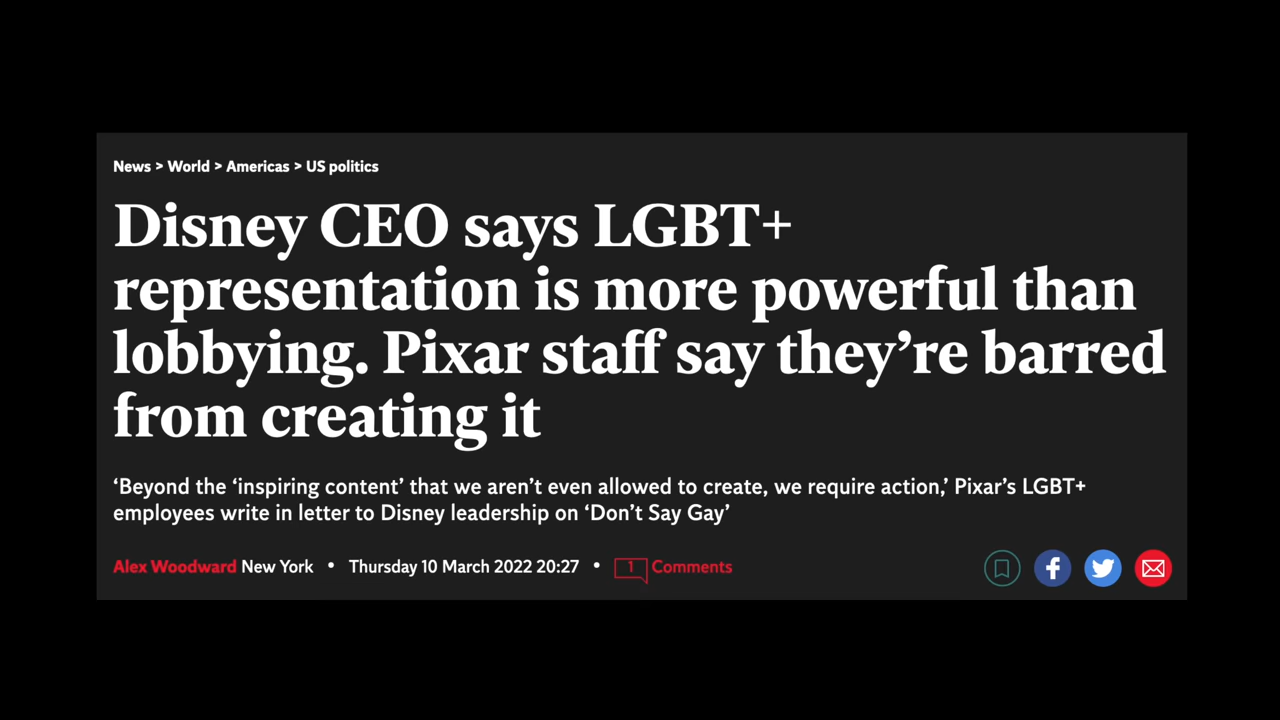 News > World > Americas > US politics
Disney CEO says LGBT+
representation is more powerful than
lobbying. Pixar staff say they’re barred
from creating it
‘Beyond the ‘inspiring content’ that we aren’t even allowed to create, we require action,’ Pixar’s LGBT+
employees write in letter to Disney leadership on ‘Don’t Say Gay’
Alex Woodward New York • Thursday 10 March 2022 20:27 • 1 Comments